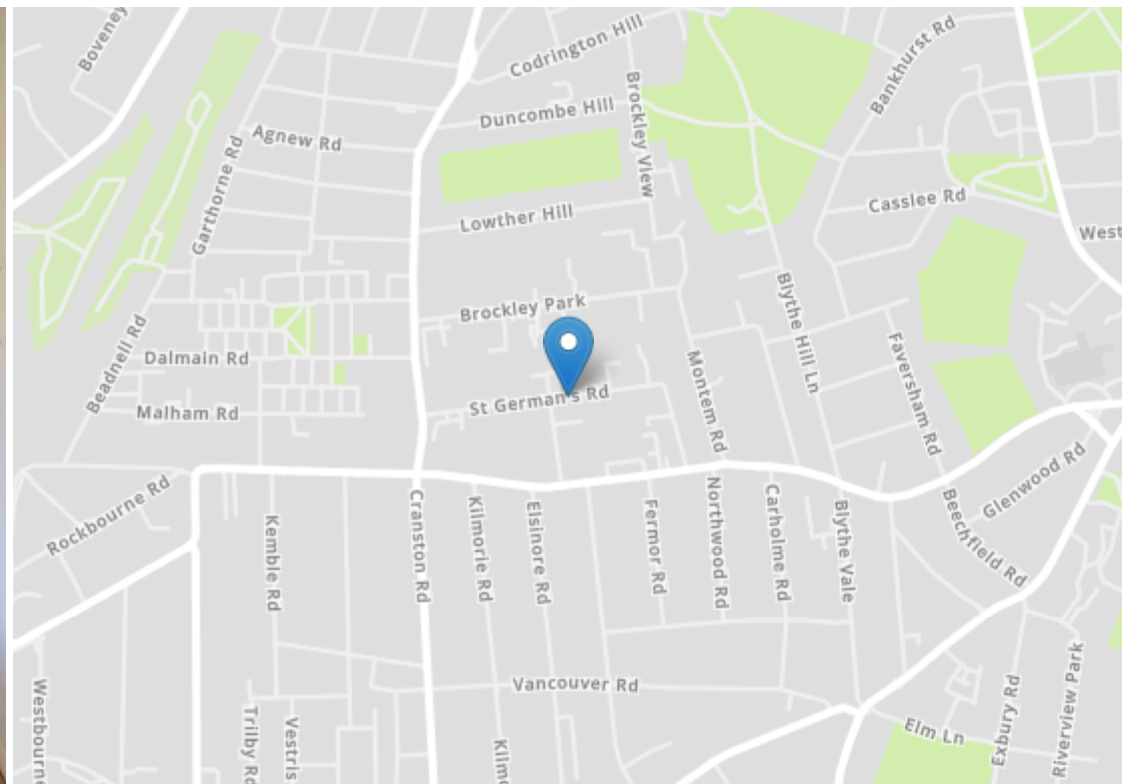 Boveney
Codrington Hill
Bankhurst Rd
Duncombe Hill
Brockley View
Agnew Rd
Garthorne Rd
Casslee Rd
Lowther Hill
West
Brockley Park
Blythe Hill Ln
Beadnell Rd
Dalmain Rd
Faversham Rd
Montem Rd
St German's Rd
Malham Rd
Glenwood Rd
Rockbourne Rd
Cranston Rd
Kilmorie Rd
Elsinore Rd
Fermor Rd
Northwood Rd
Carholme Rd
Blythe Vale
Beechfield Rd
Kemble Rd
Vancouver Rd
Westbourne
Trilby Rd
Vestris
Kilmo
Elm Ln
Exbury Rd
Riverview Park